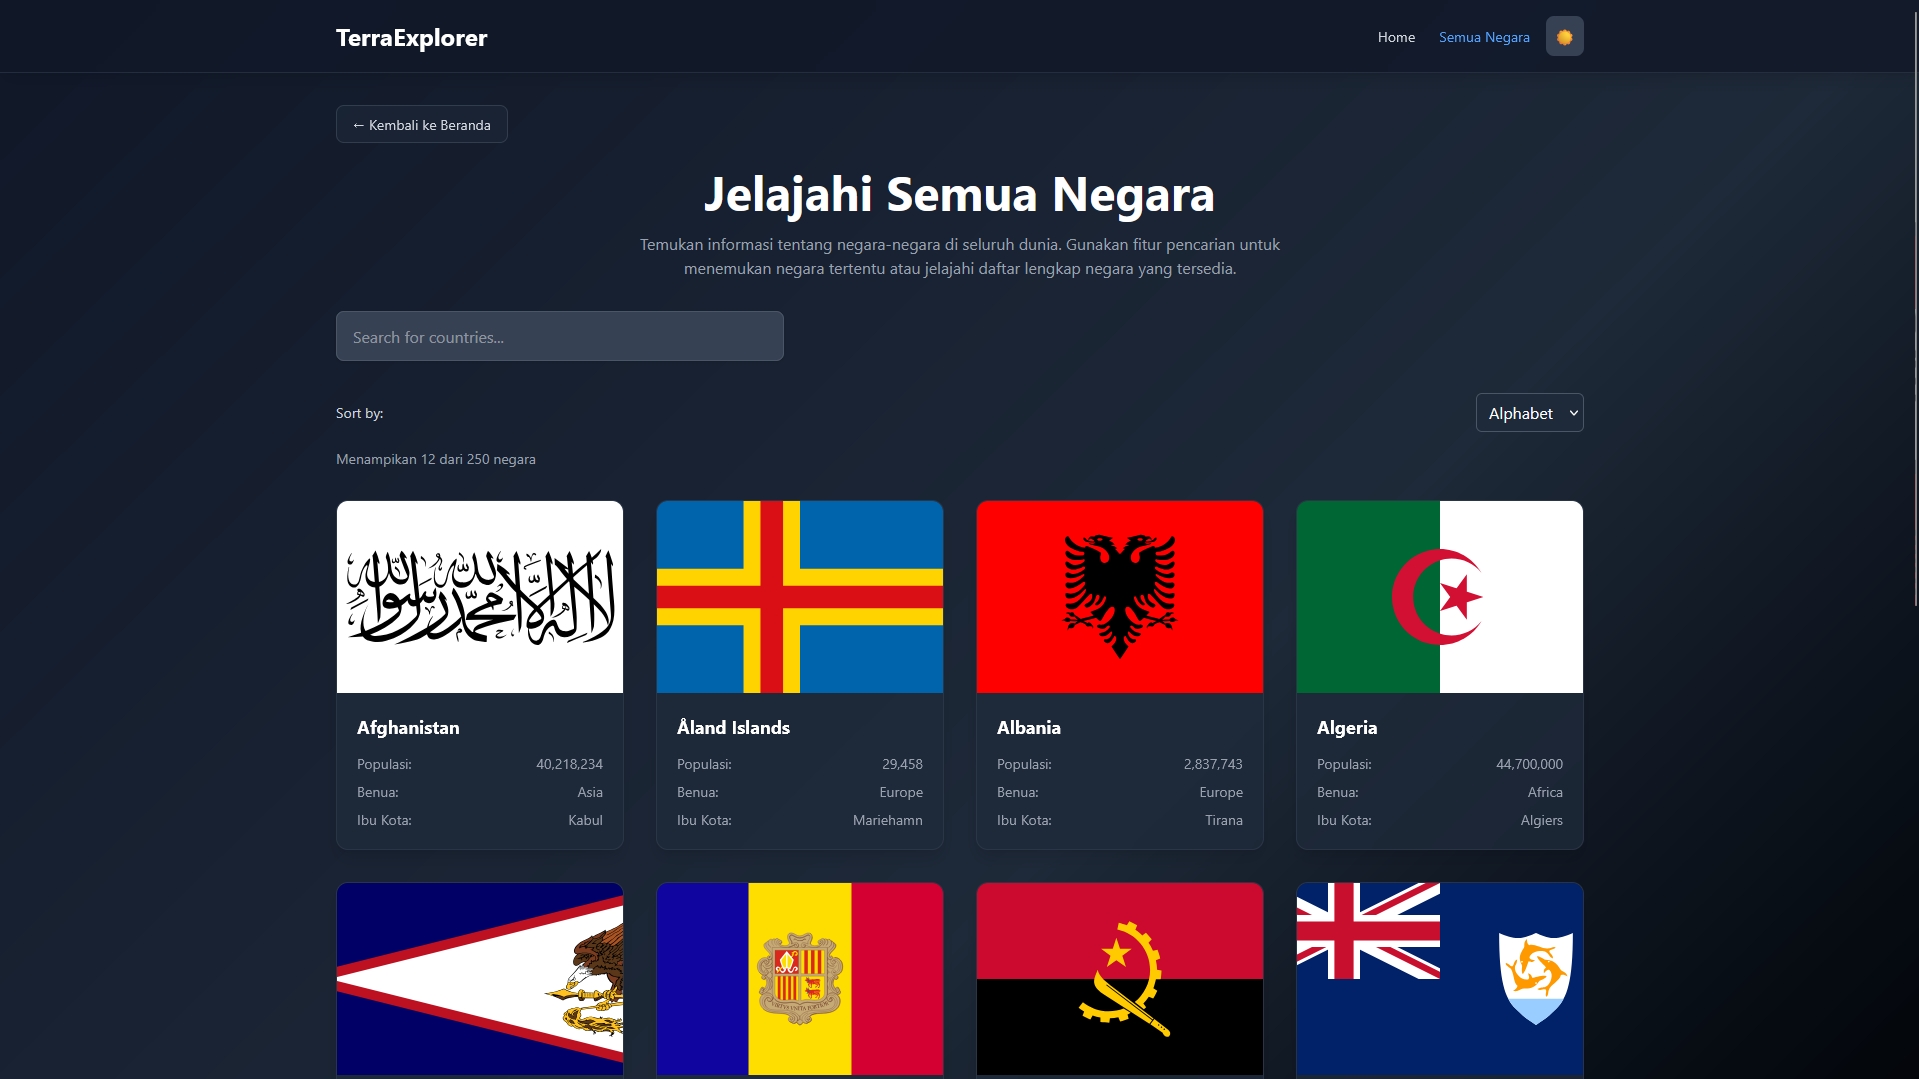 TerraExplorer
Home
Semua Negara
← Kembali ke Beranda
Jelajahi Semua Negara
Temukan informasi tentang negara-negara di seluruh dunia. Gunakan fitur pencarian untuk
menemukan negara tertentu atau jelajahi daftar lengkap negara yang tersedia.
Search for countries...
Sort by:
Alphabet
Menampikan 12 dari 250 negara
لا إله إلا الله محمد رسول الله
Afghanistan
Populasi: 40,218,234
Benua: Asia
Ibu Kota: Kabul
Åland Islands
Populasi: 29,458
Benua: Europe
Ibu Kota: Mariehamn
Albania
Populasi: 2,837,743
Benua: Europe
Ibu Kota: Tirana
Algeria
Populasi: 44,700,000
Benua: Africa
Ibu Kota: Algiers